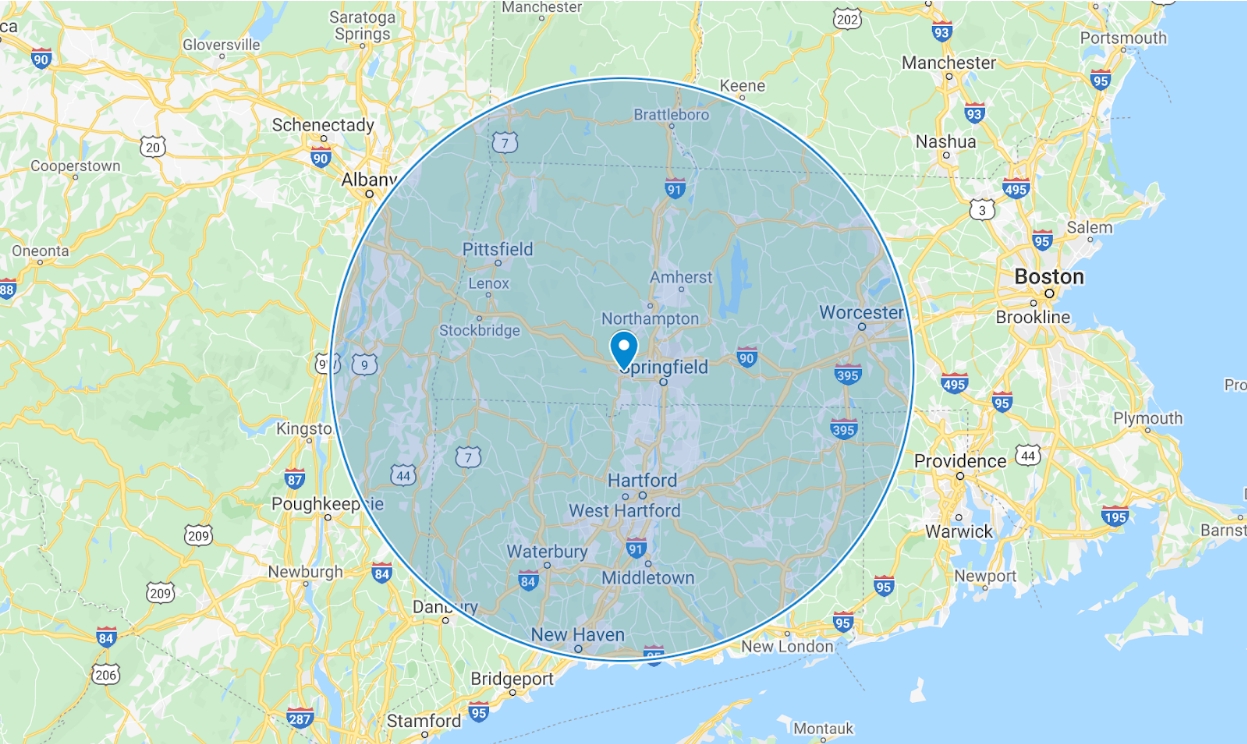 Manchester
Saratoga
Springs
202
93
Portsmouth
ca
90
Gloversville
Manchester
95
Keene
93
Brattleboro
Schenectady
7
20
90
Nashua
Cooperstown
Albany
91
495
3
Salem
Oneonta
Pittsfield
95
Boston
88
Lenox
Amherst
Northampton
Worcester
Brookline
Stockbridge
9
Springfield
90
395
495
95
Pro
Plymouth
Kingsto
395
7
44
Providence
44
87
Hartford
Poughkeepsie
West Hartford
195
209
Warwick
Barnst
Waterbury
91
Newburgh
84
84
Middletown
Newport
95
209
Danbury
95
84
New Haven
New London
95
206
Bridgeport
287
95
Stamford
Montauk